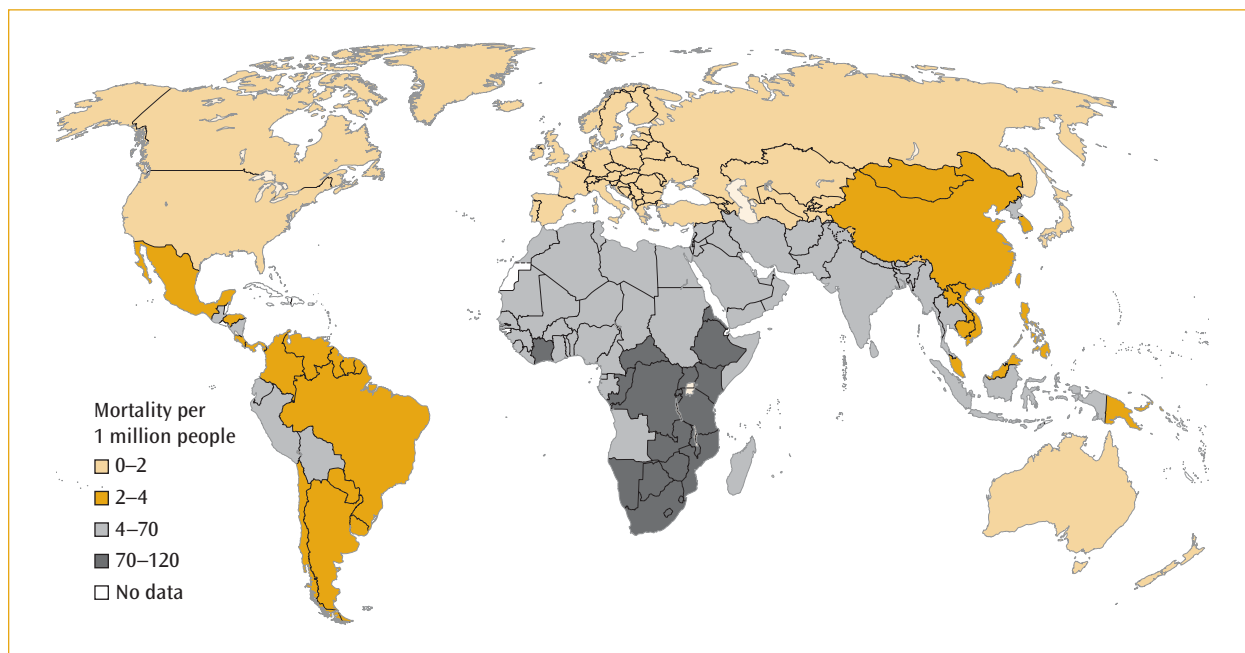 Mortality per
1 million people
0–2
2–4
4–70
70–120
No data